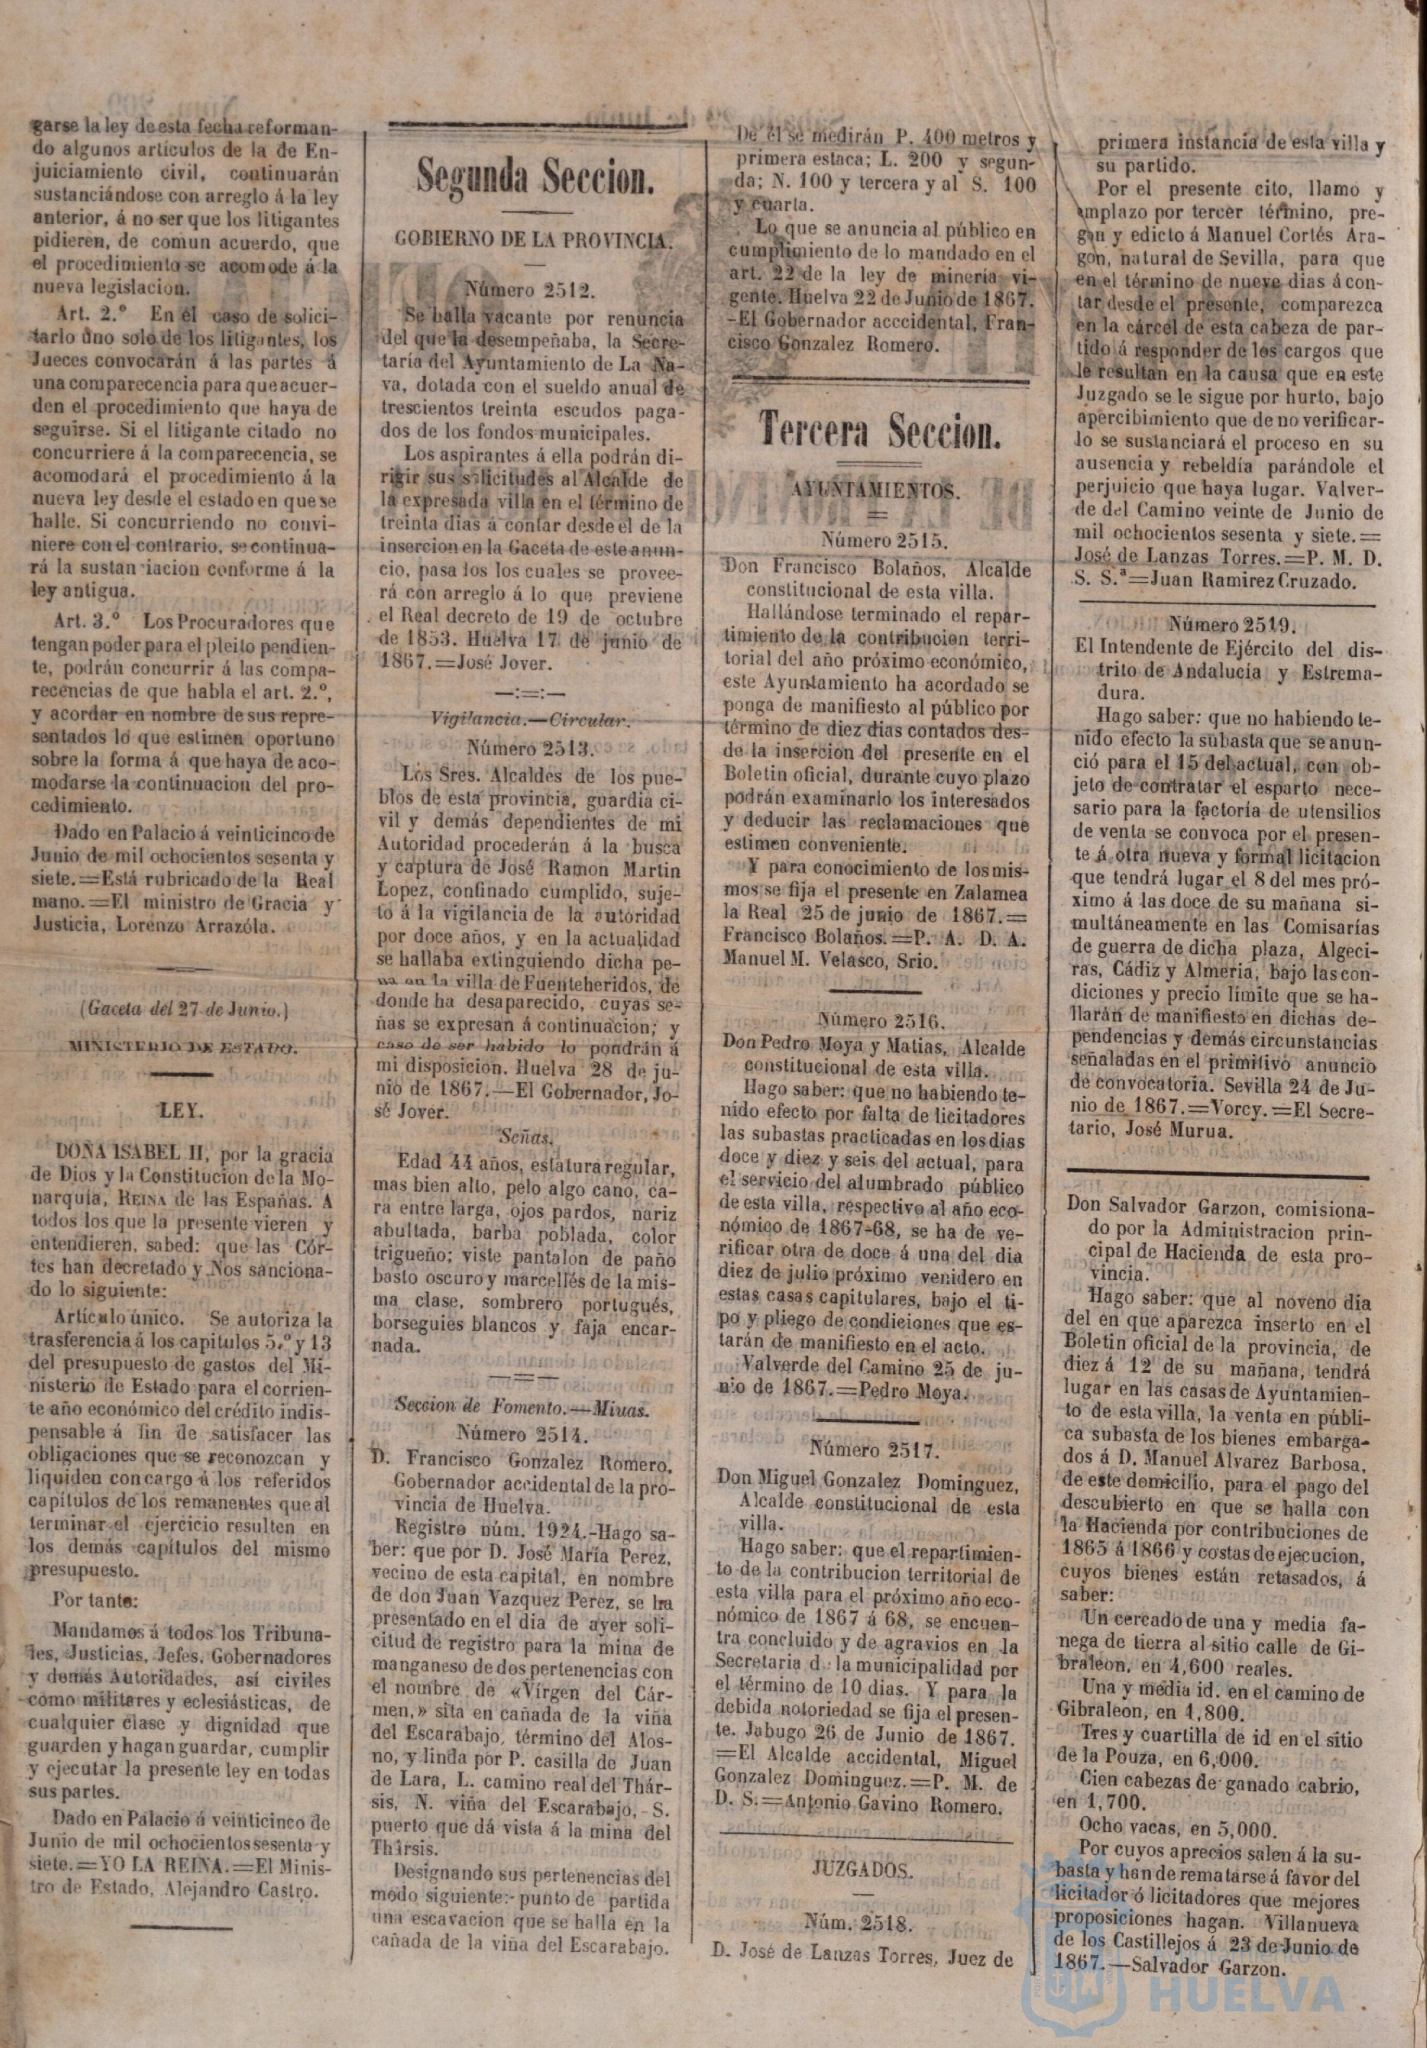 garse la ley de esta fecha reforman-
do algunos artículos de la de En-
juiciamiento civil, continuarán
sustanciándose con arreglo á la ley
anterior, á no ser que los litigantes
pidieren, de comun acuerdo, que
el procedimiento se acomode á la
nueva legislacion.
Art. 2.º En el caso de solici-
tarlo uno solo de los litigantes, los
Jueces convocarán á las partes á
una comparecencia para que acuer-
den el procedimiento que haya de
seguirse. Si el litigante citado no
concurriere á la comparecencia, se
acomodará el procedimiento á la
nueva ley desde el estado en que se
halle. Si concurriendo no convi-
niere con el contrario, se continua-
rá la sustanciacion conforme á la
ley antigua.
Art. 3.º Los Procuradores que
tengan poder para el pleito pendien-
te, podrán concurrir á las compa-
recencias de que habla el art. 2.º,
y acordar en nombre de sus repre-
sentados lo que estimen oportuno
sobre la forma á que haya de aco-
modarse la continuacion del pro-
cedimiento.
Dado en Palacio á veinticinco de
Junio de mil ochocientos sesenta y
siete.=Está rubricado de la Real
mano.=El ministro de Gracia y
Justicia, Lorenzo Arrazóla.
(Gaceta del 27 de Junio.)
MINISTERIO DE ESTADO.
LEY.
DOÑA ISABEL II, por la gracia
de Dios y la Constitucion de la Mo-
narquía, REINA de las Españas. A
todos los que la presente vieren y
entendieren, sabed: que las Cór-
tes han decretado y Nos sanciona-
do lo siguiente:
Artículo único. Se autoriza la
trasferencia á los capitulos 5.º y 13
del presupuesto de gastos del Mi-
nisterio de Estado para el corrien-
te año económico del crédito indis-
pensable á fin de satisfacer las
obligaciones que se reconozcan y
liquiden con cargo á los referidos
capítulos de los remanentes que al
terminar el ejercicio resulten en
los demás capítulos del mismo
presupuesto.
Por tanto:
Mandamos á todos los Tribuna-
les, Justicias, Jefes, Gobernadores
y demás Autoridades, así civiles
como militares y eclesiásticas, de
cualquier clase y dignidad que
guarden y hagan guardar, cumplir
y ejecutar la presente ley en todas
sus partes.
Dado en Palacio á veinticinco de
Junio de mil ochocientos sesenta y
siete.=YO LA REINA.=El Minis-
tro de Estado, Alejandro Castro.
Segunda Seccion.
GOBIERNO DE LA PROVINCIA.
Número 2512.
Se halla vacante por renuncia
del que la desempeñaba, la Secre-
taría del Ayuntamiento de La Na-
va, dotada con el sueldo anual de
trescientos treinta escudos paga-
dos de los fondos municipales.
Los aspirantes á ella podrán di-
rigir sus solicitudes al Alcalde de
la expresada villa en el término de
treinta dias á contar desde el de la
insercion en la Gaceta de este anun-
cio, pasados los cuales se provee-
rá con arreglo á lo que previene
el Real decreto de 19 de octubre
de 1853. Huelva 17 de junio de
1867.=José Jover.
—:=:—
Vigilancia.—Circular.
Número 2513.
Los Sres. Alcaldes de los pue-
blos de esta provincia, guardia ci-
vil y demás dependientes de mi
Autoridad procederán á la busca
y captura de José Ramon Martin
Lopez, confinado cumplido, suje-
to á la vigilancia de la autoridad
por doce años, y en la actualidad
se hallaba extinguiendo dicha pe-
na en la villa de Fuenteheridos, de
donde ha desaparecido, cuyas se-
ñas se expresan á continuacion; y
caso de ser habido lo pondrán á
mi disposicion. Huelva 28 de ju-
nio de 1867.—El Gobernador, Jo-
sé Jover.
Señas.
Edad 44 años, estatura regular,
mas bien alto, pelo algo cano, ca-
ra entre larga, ojos pardos, nariz
abultada, barba poblada, color
trigueño; viste pantalon de paño
basto oscuro y marcellés de la mis-
ma clase, sombrero portugués,
borseguies blancos y faja encar-
nada.
—=—
Seccion de Fomento.—Minas.
Número 2514.
D. Francisco Gonzalez Romero,
Gobernador accidental de la pro-
vincia de Huelva.
Registro núm. 1924.-Hago sa-
ber: que por D. José María Perez,
vecino de esta capital, en nombre
de don Juan Vazquez Perez, se ha
presentado en el dia de ayer soli-
citud de registro para la mina de
manganeso de dos pertenencias con
el nombre de «Vírgen del Cár-
men,» sita en cañada de la viña
del Escarabajo, término del Alos-
no, y linda por P. casilla de Juan
de Lara, L. camino real del Thár-
sis, N. viña del Escarabajo, S.
puerto que dá vista á la mina del
Thársis.
Designando sus pertenencias del
modo siguiente:- punto de partida
una escavacion que se halla en la
cañada de la viña del Escarabajo.
De él se medirán P. 400 metros y
primera estaca; L. 200 y segun-
da; N. 100 y tercera y al S. 100
y cuarta.
Lo que se anuncia al público en
cumplimiento de lo mandado en el
art. 22 de la ley de minería vi-
gente. Huelva 22 de Junio de 1867.
-El Gobernador acccidental, Fran-
cisco Gonzalez Romero.
Tercera Seccion.
AYUNTAMIENTOS.
Número 2515.
Don Francisco Bolaños, Alcalde
constitucional de esta villa.
Hallándose terminado el repar-
timiento de la contribucion terri-
torial del año próximo económico,
este Ayuntamiento ha acordado se
ponga de manifiesto al público por
término de diez dias contados des-
de la insercion del presente en el
Boletin oficial, durante cuyo plazo
podrán examinarlo los interesados
y deducir las reclamaciones que
estimen conveniente.
Y para conocimiento de los mis-
mos se fija el presente en Zalamea
la Real 25 de junio de 1867.=
Francisco Bolaños.=P. A. D. A.
Manuel M. Velasco, Srio.
Número 2516.
Don Pedro Moya y Matias, Alcalde
constitucional de esta villa.
Hago saber: que no habiendo te-
nido efecto por falta de licitadores
las subastas practicadas en los dias
doce y diez y seis del actual, para
el servicio del alumbrado público
de esta villa, respectivo al año eco-
nómico de 1867-68, se ha de ve-
rificar otra de doce á una del dia
diez de julio próximo venidero en
estas casas capitulares, bajo el ti-
po y pliego de condiciones que es-
tarán de manifiesto en el acto.
Valverde del Camino 25 de ju-
nio de 1867.=Pedro Moya.
Número 2517.
Don Miguel Gonzalez Dominguez,
Alcalde constitucional de esta
villa.
Hago saber: que el repartimien-
to de la contribucion territorial de
esta villa para el próximo año eco-
nómico de 1867 á 68, se encuen-
tra concluido y de agravios en la
Secretaria d la municipalidad por
el término de 10 dias. Y para la
debida notoriedad se fija el presen-
te. Jabugo 26 de Junio de 1867.
=El Alcalde accidental, Miguel
Gonzalez Dominguez.=P. M. de
D. S.=Antonio Gavino Romero.
JUZGADOS.
Núm. 2518.
D. José de Lanzas Torres, Juez de
primera instancia de esta villa y
su partido.
Por el presente cito, llamo y
emplazo por tercer término, pre-
gon y edicto á Manuel Cortés Ara-
gon, natural de Sevilla, para que
en el término de nueve dias á con-
tar desde el presente, comparezca
en la cárcel de esta cabeza de par-
tido á responder de los cargos que
le resultan en la causa que en este
Juzgado se le sigue por hurto, bajo
apercibimiento que de no verificar-
lo se sustanciará el proceso en su
ausencia y rebeldía parándole el
perjuicio que haya lugar. Valver-
de del Camino veinte de Junio de
mil ochocientos sesenta y siete.=
José de Lanzas Torres.=P. M. D.
S. S.ª=Juan Ramirez Cruzado.
Número 2519.
El Intendente de Ejército del dis-
trito de Andalucía y Estrema-
dura.
Hago saber: que no habiendo te-
nido efecto la subasta que se anun-
ció para el 15 del actual, con ob-
jeto de contratar el esparto nece-
sario para la factoría de utensilios
de venta se convoca por el presen-
te á otra nueva y formal licitacion
que tendrá lugar el 8 del mes pró-
ximo á las doce de su mañana si-
multáneamente en las Comisarías
de guerra de dicha plaza, Algeci-
ras, Cádiz y Almeria, bajo las con-
diciones y precio límite que se ha-
llarán de manifiesto en dichas de-
pendencias y demás circunstancias
señaladas en el primitivo anuncio
de convocatoria. Sevilla 24 de Ju-
nio de 1867.=Vorcy.=El Secre-
tario, José Murua.
Don Salvador Garzon, comisiona-
do por la Administracion prin-
cipal de Hacienda de esta pro-
vincia.
Hago saber: que al noveno dia
del en que aparezca inserto en el
Boletin oficial de la provincia, de
diez á 12 de su mañana, tendrá
lugar en las casas de Ayuntamien-
to de esta villa, la venta en públi-
ca subasta de los bienes embarga-
dos á D. Manuel Alvarez Barbosa,
de este domicilio, para el pago del
descubierto en que se halla con
la Hacienda por contribuciones de
1865 á 1866 y costas de ejecucion,
cuyos bienes están retasados, á
saber:
Un cercado de una y media fa-
nega de tierra al sitio calle de Gi-
braleon, en 4,600 reales.
Una y media id. en el camino de
Gibraleon, en 1,800.
Tres y cuartilla de id en el sitio
de la Pouza, en 6,000.
Cien cabezas de ganado cabrio,
en 1,700.
Ocho vacas, en 5,000.
Por cuyos aprecios salen á la su-
basta y han de rematarse á favor del
licitador ó licitadores que mejores
proposiciones hagan. Villanueva
de los Castillejos á 23 de Junio de
1867.—Salvador Garzon.
HUELVA